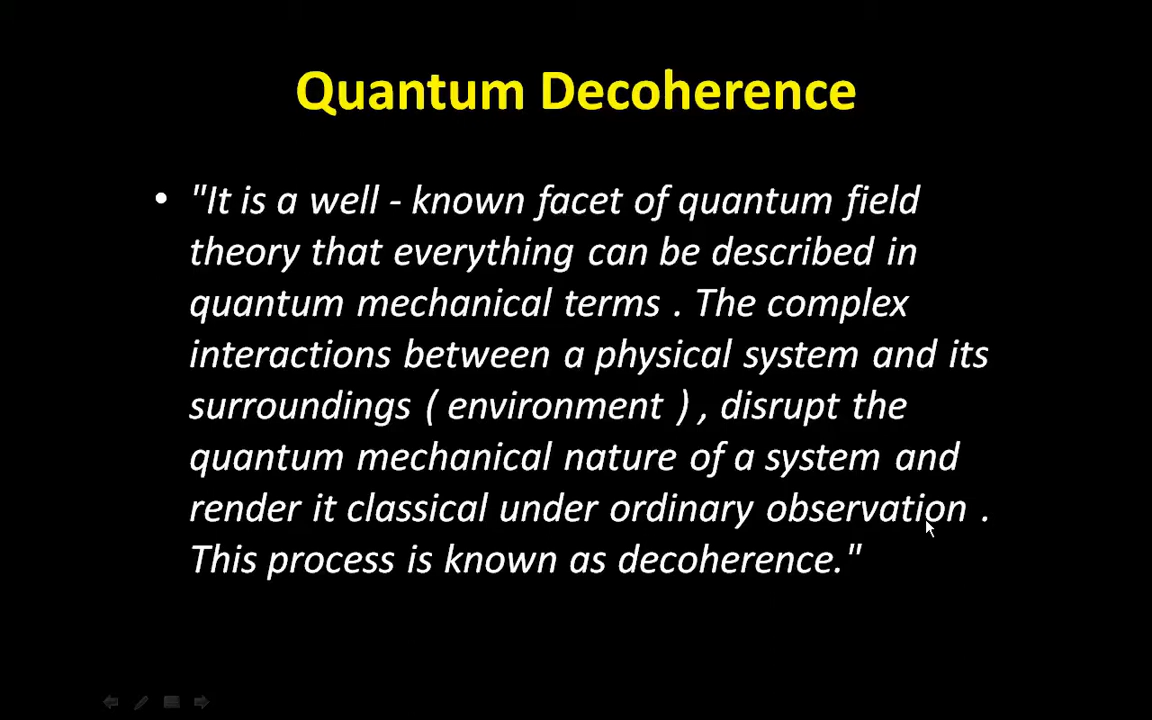 Quantum Decoherence
• "It is a well - known facet of quantum field
theory that everything can be described in
quantum mechanical terms . The complex
interactions between a physical system and its
surroundings ( environment ) , disrupt the
quantum mechanical nature of a system and
render it classical under ordinary observation .
This process is known as decoherence."